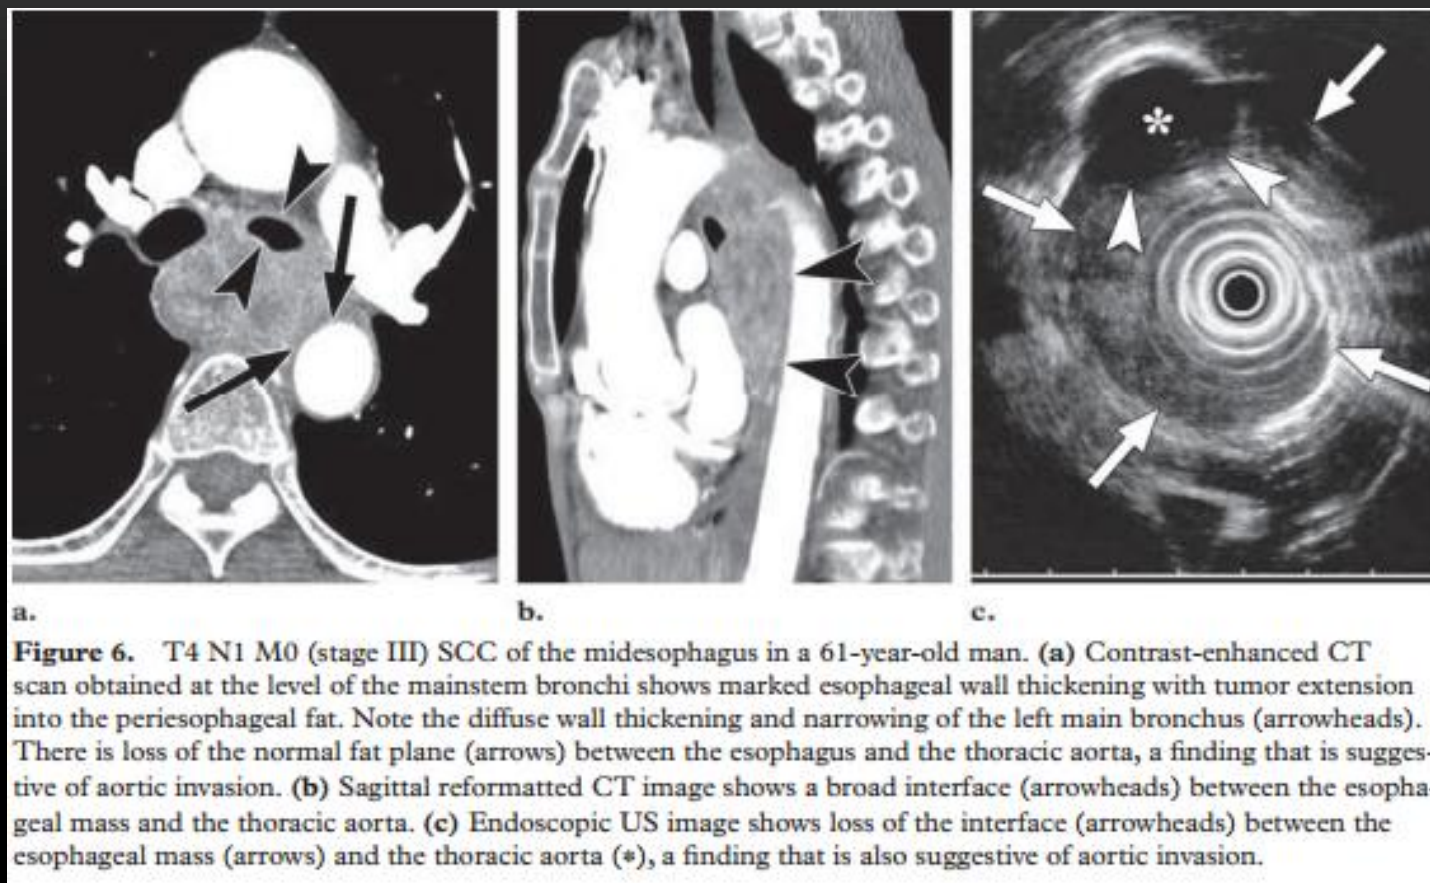 *
a.
b.
c.
Figure 6. T4 N1 M0 (stage III) SCC of the midesophagus in a 61-year-old man. (a) Contrast-enhanced CT
scan obtained at the level of the mainstem bronchi shows marked esophageal wall thickening with tumor extension
into the periesophageal fat. Note the diffuse wall thickening and narrowing of the left main bronchus (arrowheads).
There is loss of the normal fat plane (arrows) between the esophagus and the thoracic aorta, a finding that is sugges-
tive of aortic invasion. (b) Sagittal reformatted CT image shows a broad interface (arrowheads) between the esopha-
geal mass and the thoracic aorta. (c) Endoscopic US image shows loss of the interface (arrowheads) between the
esophageal mass (arrows) and the thoracic aorta (*), a finding that is also suggestive of aortic invasion.